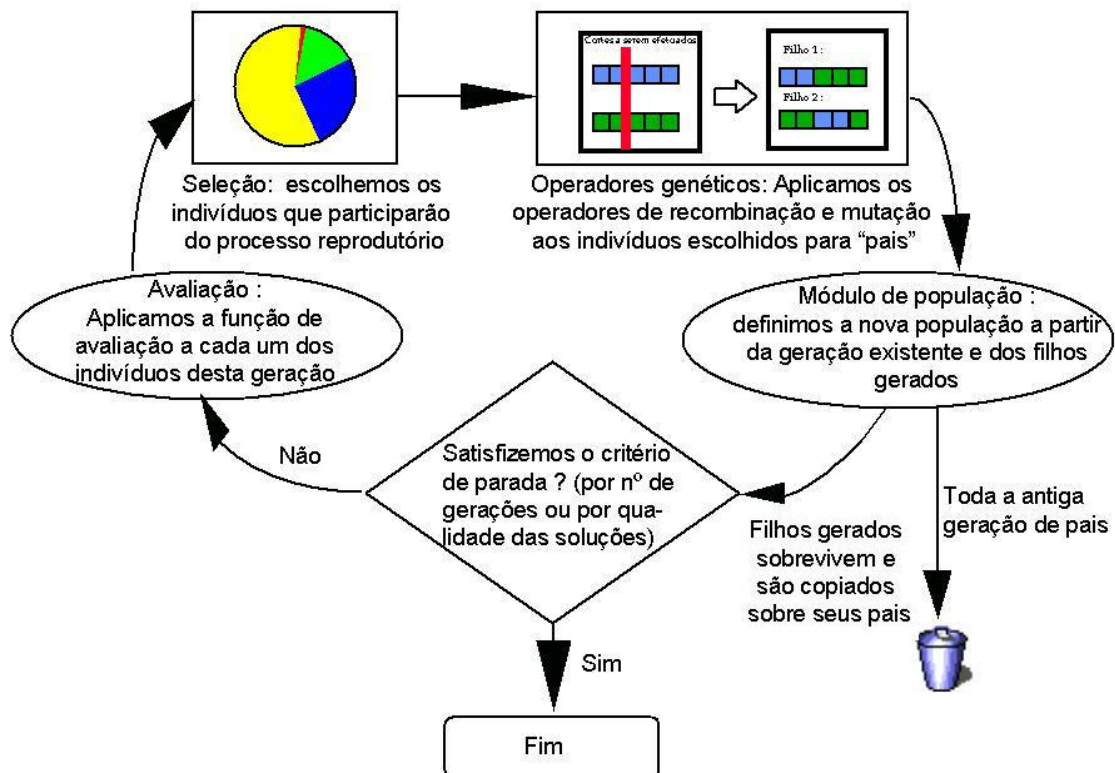 Cortes a serem efetuados
Filho 1 :
Filho 2 :
Seleção: escolhemos os
indivíduos que participarão
do processo reprodutório
Operadores genéticos: Aplicamos os
operadores de recombinação e mutação
aos indivíduos escolhidos para “pais”
Avaliação :
Aplicamos a função de
avaliação a cada um dos
indivíduos desta geração
Módulo de população :
definimos a nova população a partir
da geração existente e dos filhos
gerados
Não
Satisfizemos o critério
de parada ? (por nº de
gerações ou por qua-
lidade das soluções)
Filhos gerados
sobrevivem e
são copiados
sobre seus pais
Toda a antiga
geração de pais
Sim
Fim